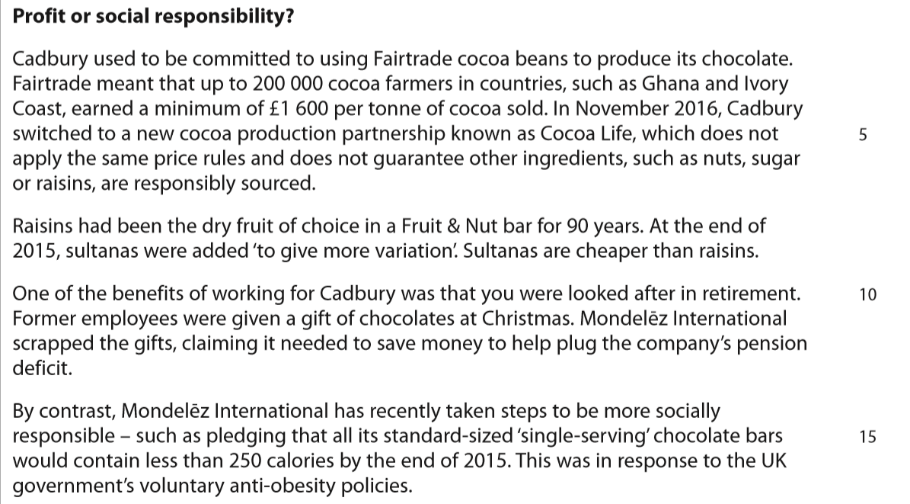 Profit or social responsibility?
Cadbury used to be committed to using Fairtrade cocoa beans to produce its chocolate.
Fairtrade meant that up to 200 000 cocoa farmers in countries, such as Ghana and Ivory
Coast, earned a minimum of £1 600 per tonne of cocoa sold. In November 2016, Cadbury
switched to a new cocoa production partnership known as Cocoa Life, which does not 5
apply the same price rules and does not guarantee other ingredients, such as nuts, sugar
or raisins, are responsibly sourced.
Raisins had been the dry fruit of choice in a Fruit & Nut bar for 90 years. At the end of
2015, sultanas were added ‘to give more variation’. Sultanas are cheaper than raisins.
One of the benefits of working for Cadbury was that you were looked after in retirement. 10
Former employees were given a gift of chocolates at Christmas. Mondelēz International
scrapped the gifts, claiming it needed to save money to help plug the company’s pension
deficit.
By contrast, Mondelēz International has recently taken steps to be more socially
responsible – such as pledging that all its standard-sized ‘single-serving’ chocolate bars 15
would contain less than 250 calories by the end of 2015. This was in response to the UK
government’s voluntary anti-obesity policies.